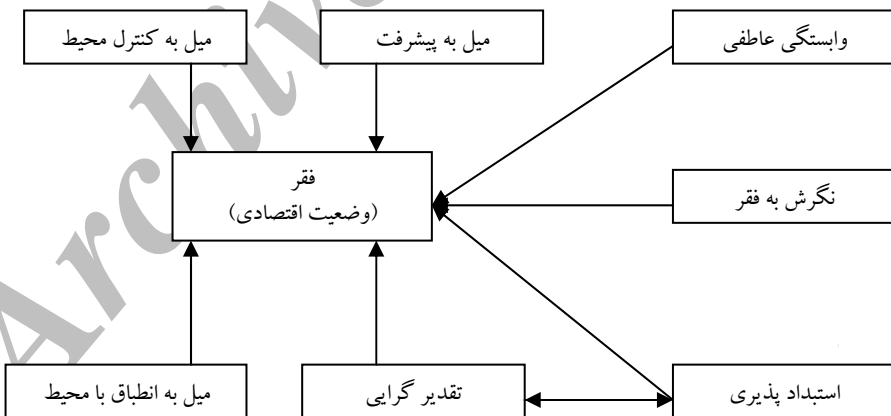 وابستگی عاطفی
میل به پیشرفت
میل به کنترل محیط
نگرش به فقر
فقر
(وضعیت اقتصادی)
استبداد پذیری
تقدیر گرایی
میل به انطباق با محیط
Archive